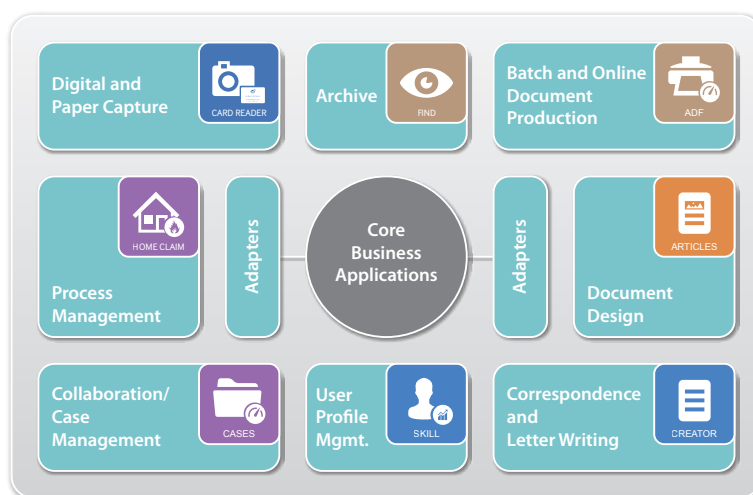 Digital and
Paper Capture
CARD READER
Archive
FIND
Batch and Online
Document
Production
ADF
HOME CLAIM
Process
Management
Adapters
Core
Business
Applications
Adapters
ARTICLES
Document
Design
Collaboration/
Case
Management
CASES
User
Profile
Mgmt.
SKILL
Correspondence
and
Letter Writing
CREATOR